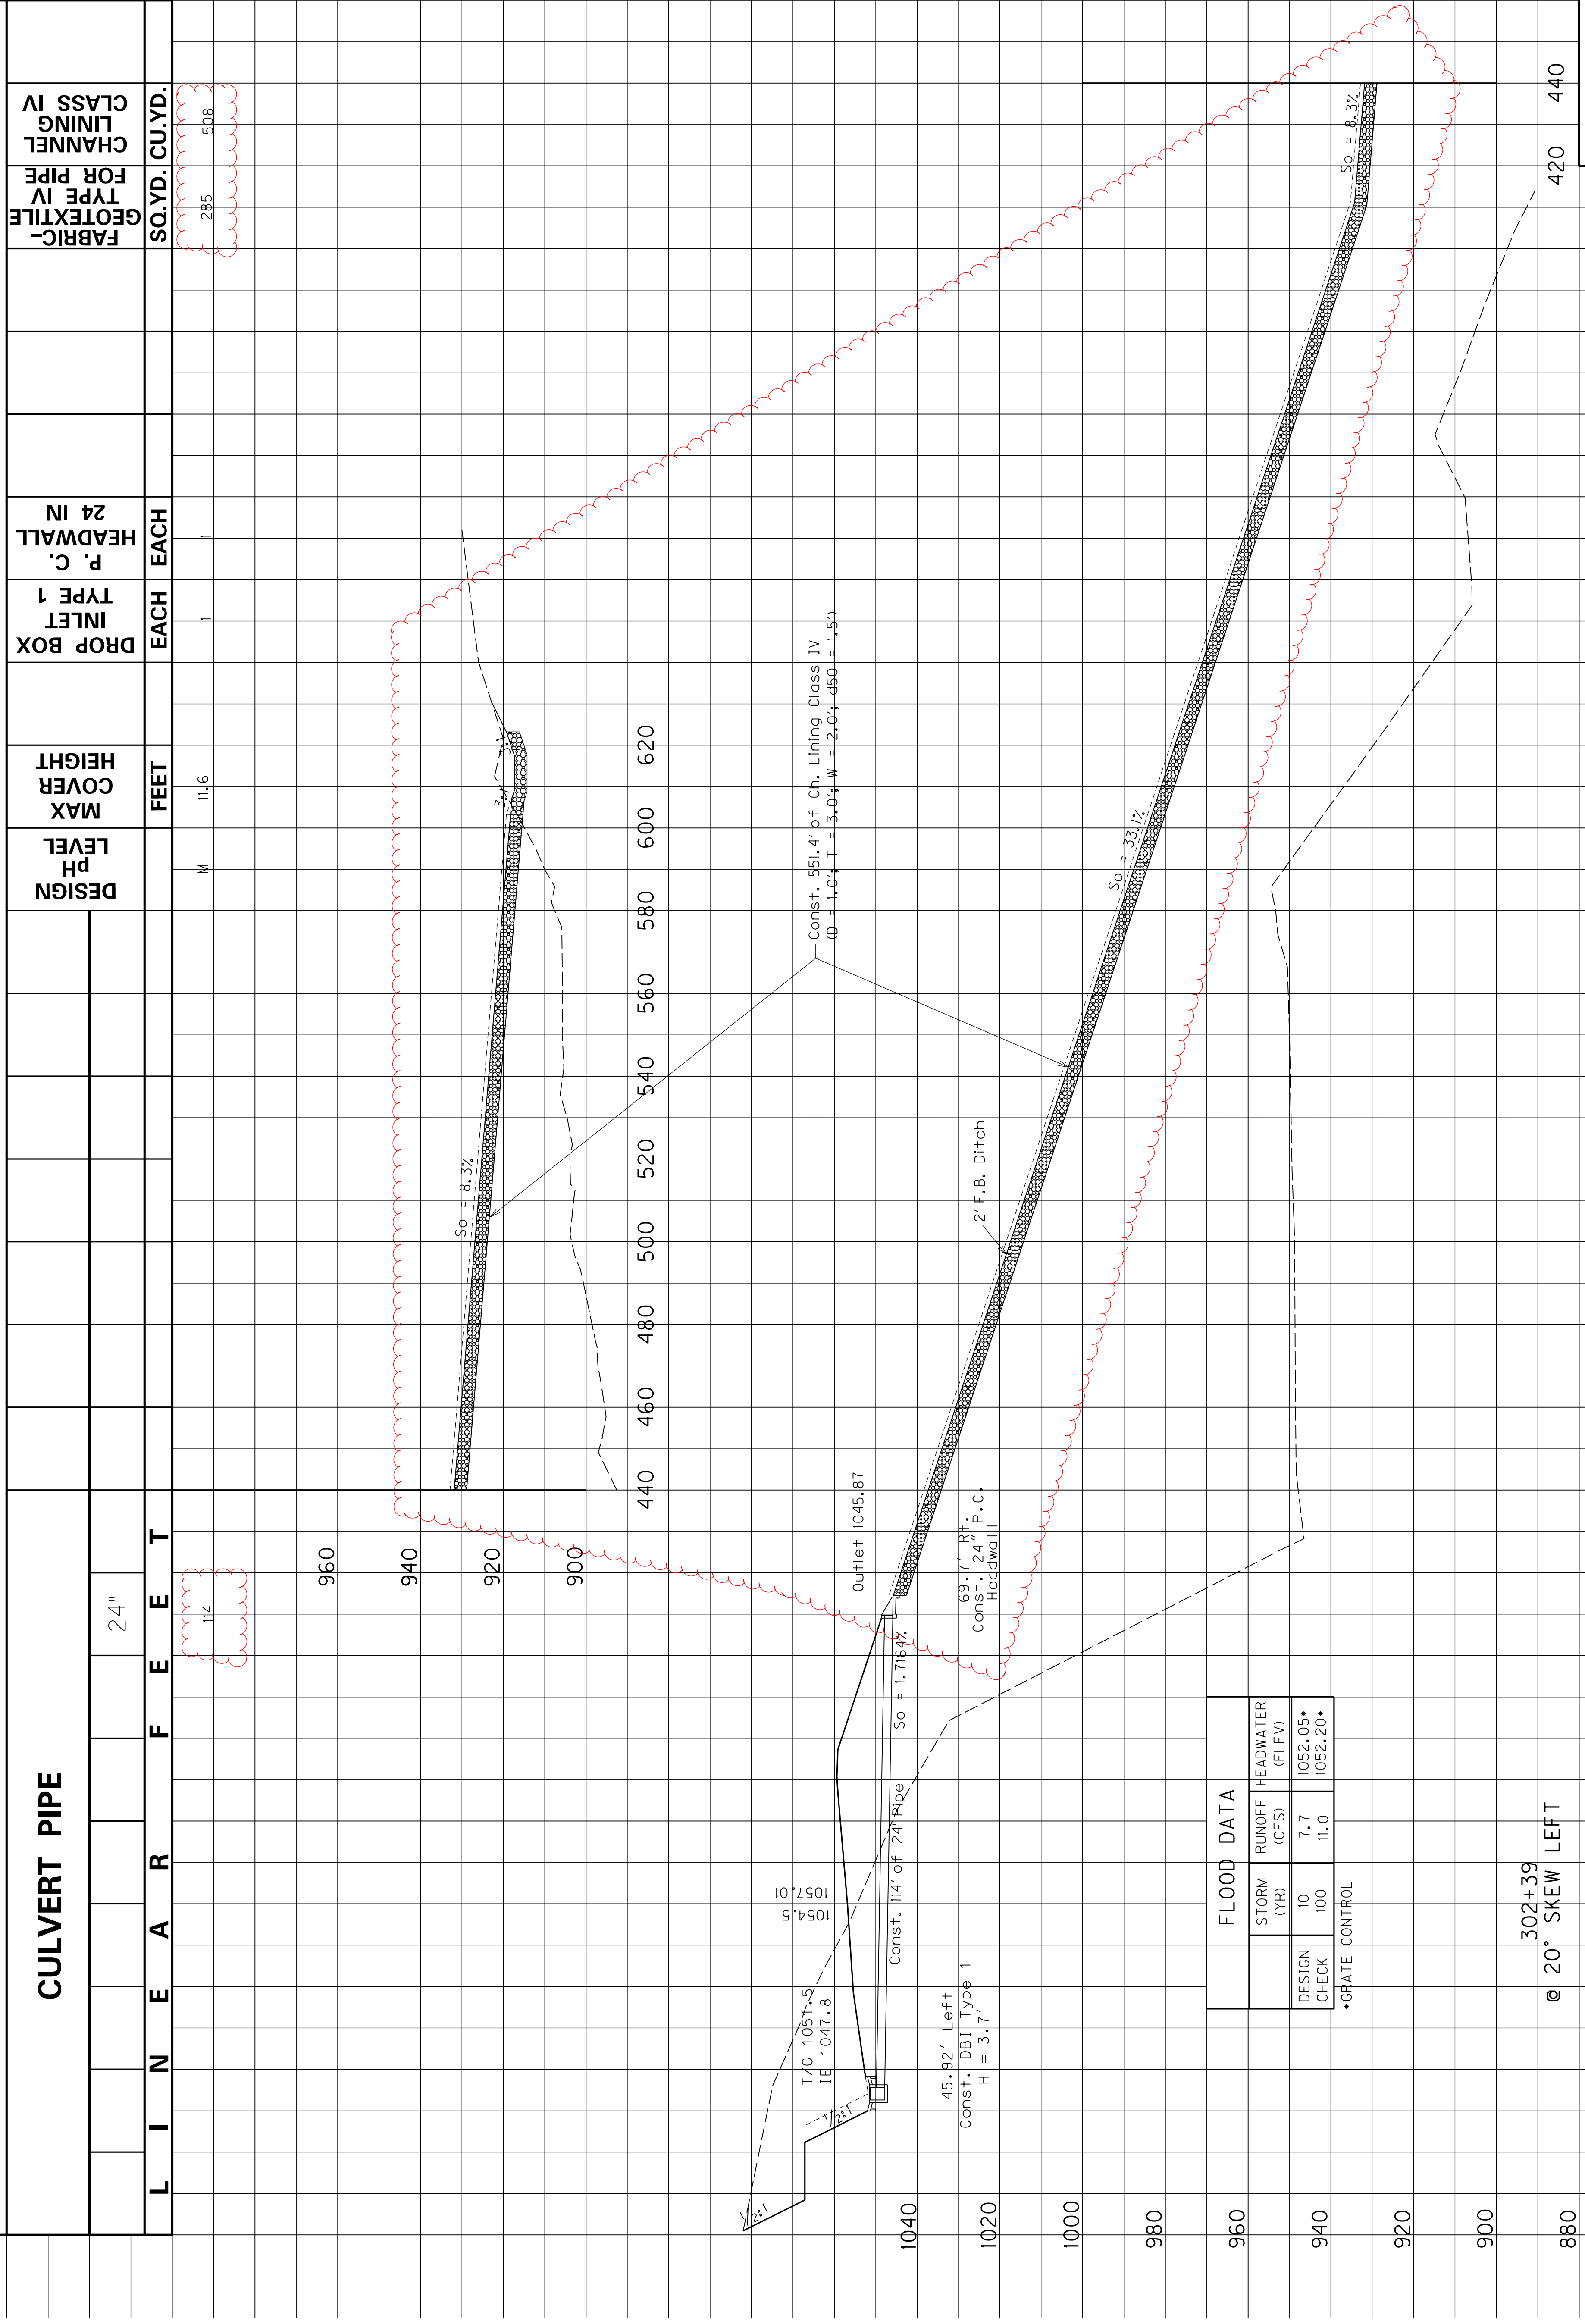 CULVERT PIPE
24"
L I N E A R F E E T
114
DESIGN
pH
LEVEL
M
MAX
COVER
HEIGHT
FEET
11.6
DROP BOX
INLET
TYPE 1
EACH
1
P. C.
HEADWALL
24 IN
EACH
1
FABRIC-
GEOTEXTILE
TYPE IV
FOR PIPE
SQ.YD.
285
CHANNEL
LINING
CLASS IV
CU.YD.
508
960
940
920
900
So = 8.3%
3:1
3:1
440
460
480
500
520
540
560
580
600
620
Const. 551.4' of Ch. Lining Class IV
(D = 1.0'; T = 3.0'; W = 2.0'; d50 = 1.5')
2:1
2:1
T/G 1051.5
IE 1047.8
1054.5
1057.01
Outlet 1045.87
Const. 114' of 24" Pipe
So = 1.7164%
45.92' Left
Const. DBI Type 1
H = 3.7'
69.7' Rt.
Const. 24" P.C.
Headwall
2' F.B. Ditch
So = 33.1%
So = 8.3%
1040
1020
1000
980
960
940
920
900
880
FLOOD DATA
STORM
(YR)
RUNOFF
(CFS)
HEADWATER
(ELEV)
DESIGN 10 7.7 1052.05*
CHECK 100 11.0 1052.20*
*GRATE CONTROL
302+39
@ 20° SKEW LEFT
420
440